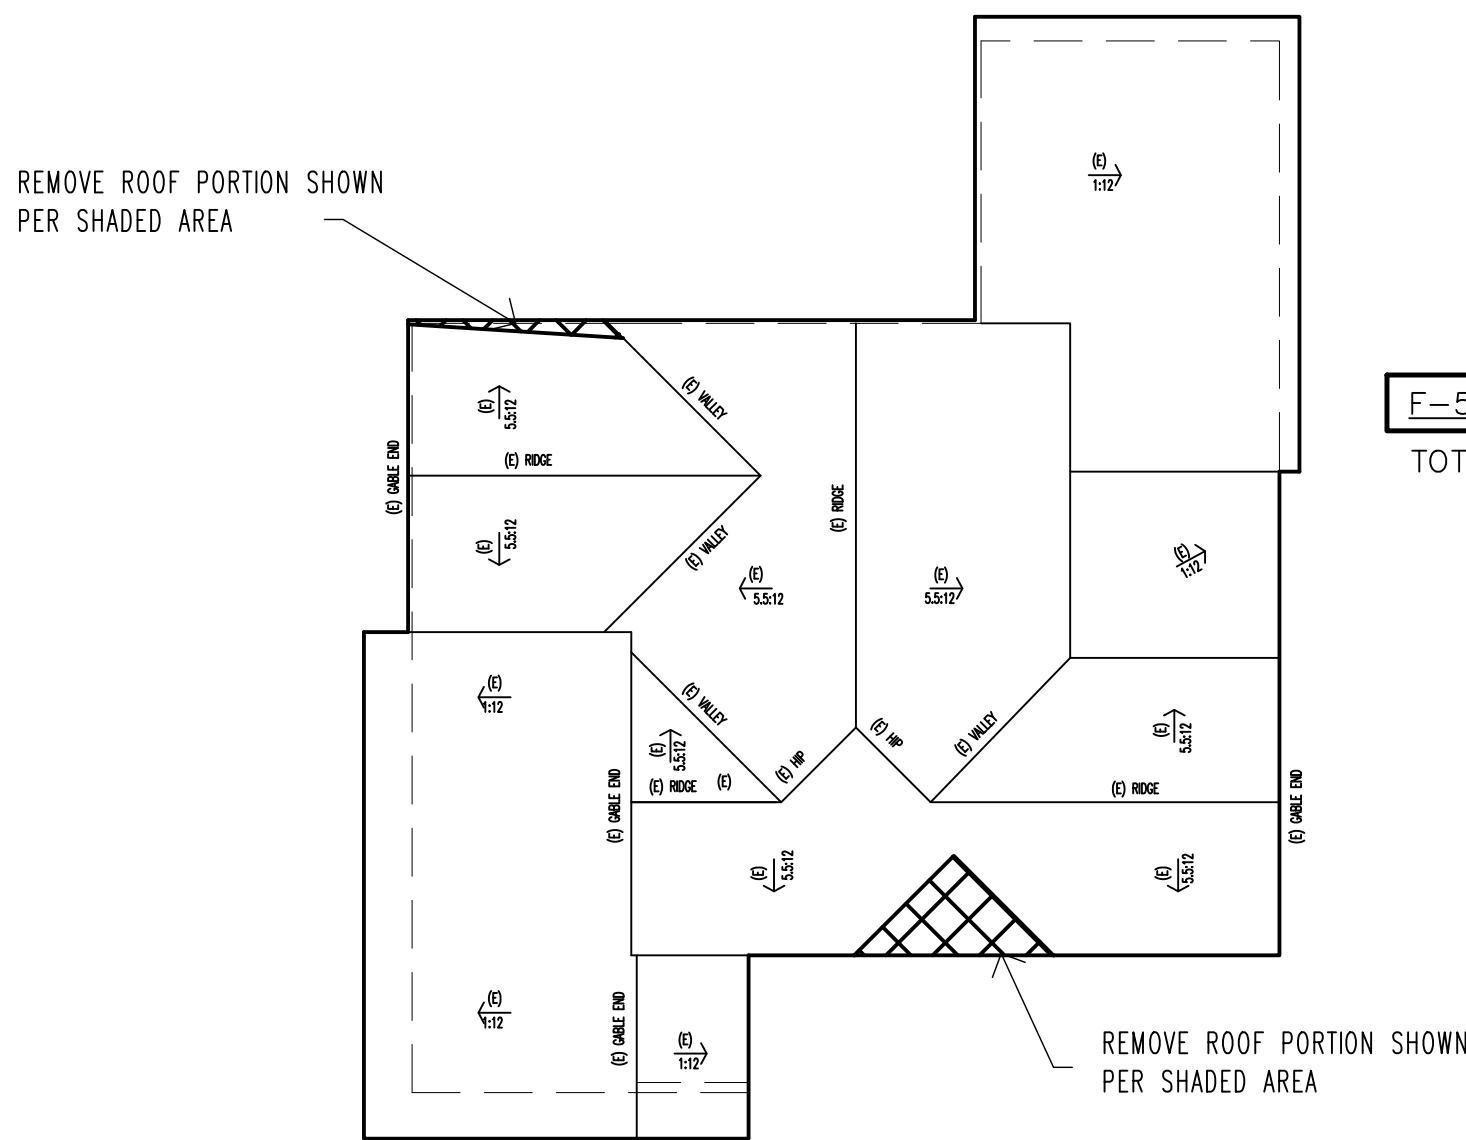 (E)
1:12
REMOVE ROOF PORTION SHOWN
PER SHADED AREA
F-5
TOT
(E) VALLEY
(E)
5.5:12
(E) GABLE END
(E) RIDGE
(E) RIDGE
(E)
5.5:12
(E) VALLEY
(E)
1:12
(E)
5.5:12
(E)
5.5:12
(E)
1:12
(E) VALLEY
(E) HIP
(E) VALLEY
(E)
5.5:12
(E)
5.5:12
(E) HIP
(E) RIDGE
(E)
(E) RIDGE
(E) GABLE END
(E) GABLE END
(E)
5.5:12
(E)
5.5:12
(E)
1:12
(E) GABLE END
(E)
1:12
REMOVE ROOF PORTION SHOWN
PER SHADED AREA